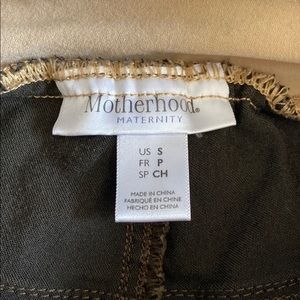 Motherhood®
MATERNITY
US S
FR P
SP CH
MADE IN CHINA
FABRIQUÉ EN CHINE
HECHO EN CHINA